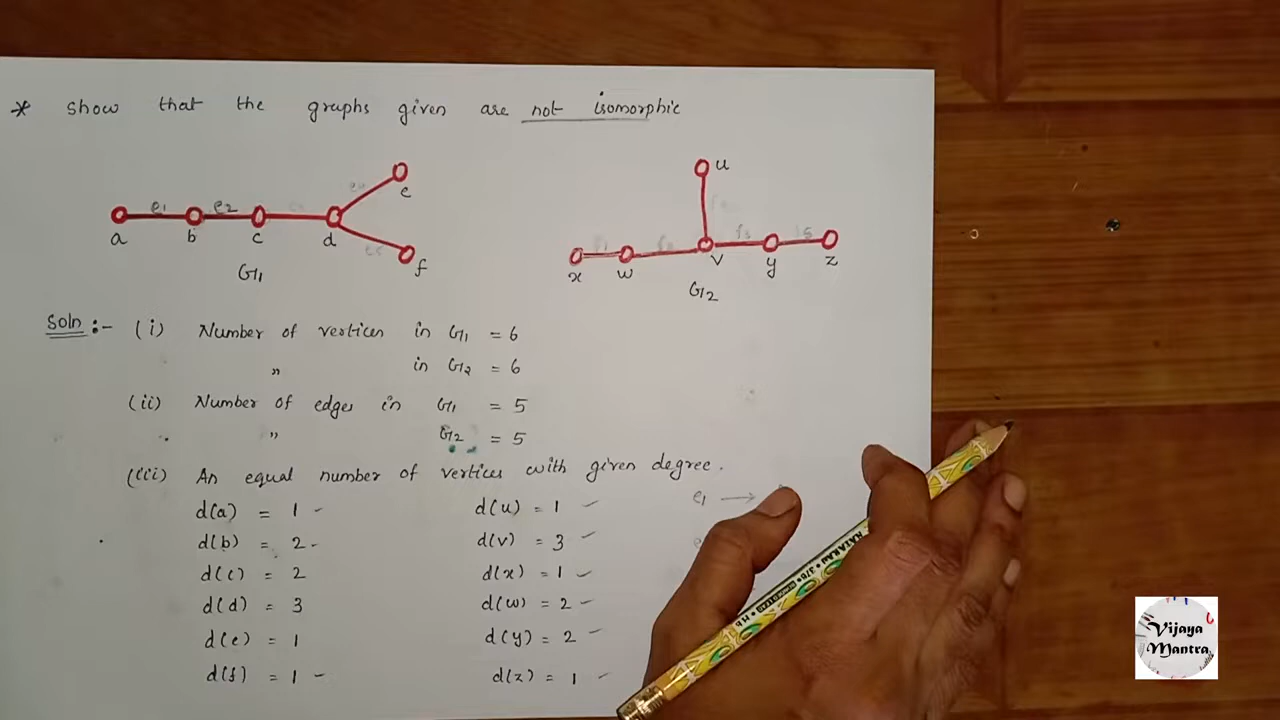 * show that the graphs given are not isomorphic
e1 e2 e
a b c d f
G1
u
x w v y z
G2
Soln :- (i) Number of vertices in G1 = 6
" in G2 = 6
(ii) Number of edges in G1 = 5
" G2 = 5
(iii) An equal number of vertices with given degree.
e1 →
d(a) = 1 d(u) = 1
d(b) = 2 d(v) = 3
d(c) = 2 d(x) = 1
d(d) = 3 d(w) = 2
d(e) = 1 d(y) = 2
d(f) = 1 d(z) = 1
Vijaya
Mantra